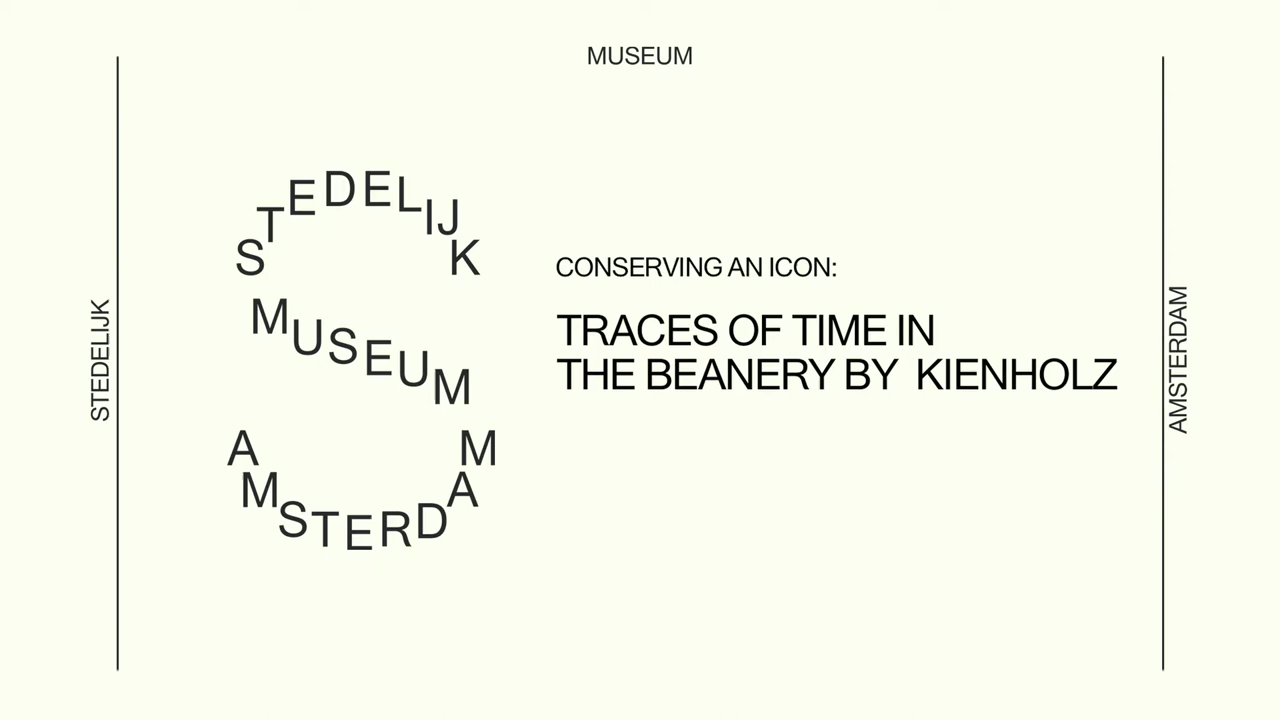 MUSEUM
STEDELIJK
STEDELIJK
MUSEUM
AMSTERDAM
CONSERVING AN ICON:
TRACES OF TIME IN
THE BEANERY BY KIENHOLZ
AMSTERDAM